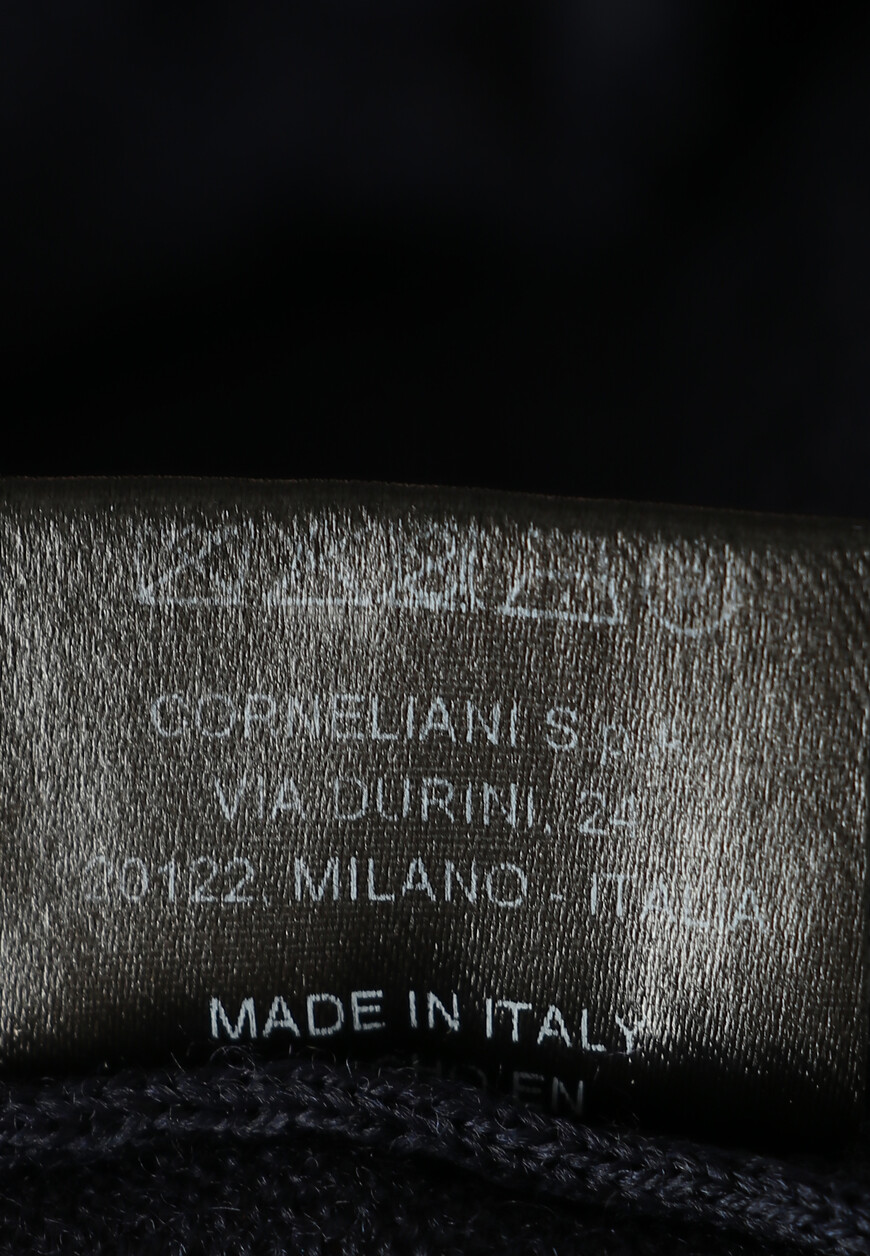 CORNELIANI S.p.A.
VIA DURINI, 24
20122, MILANO - ITALIA
MADE IN ITALY